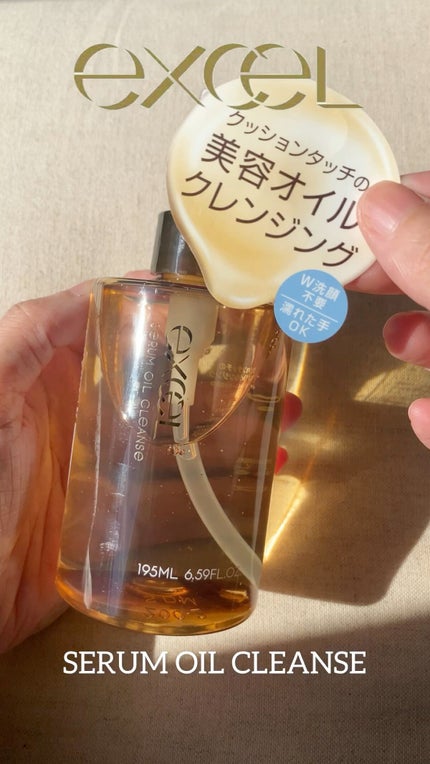 excel
クッションタッチの
美容オイル
クレンジング
W洗顔
不要
濡れた手
OK
excel
SERUM OIL CLEANSE
195ML 6.59FL.OZ
SERUM OIL CLEANSE